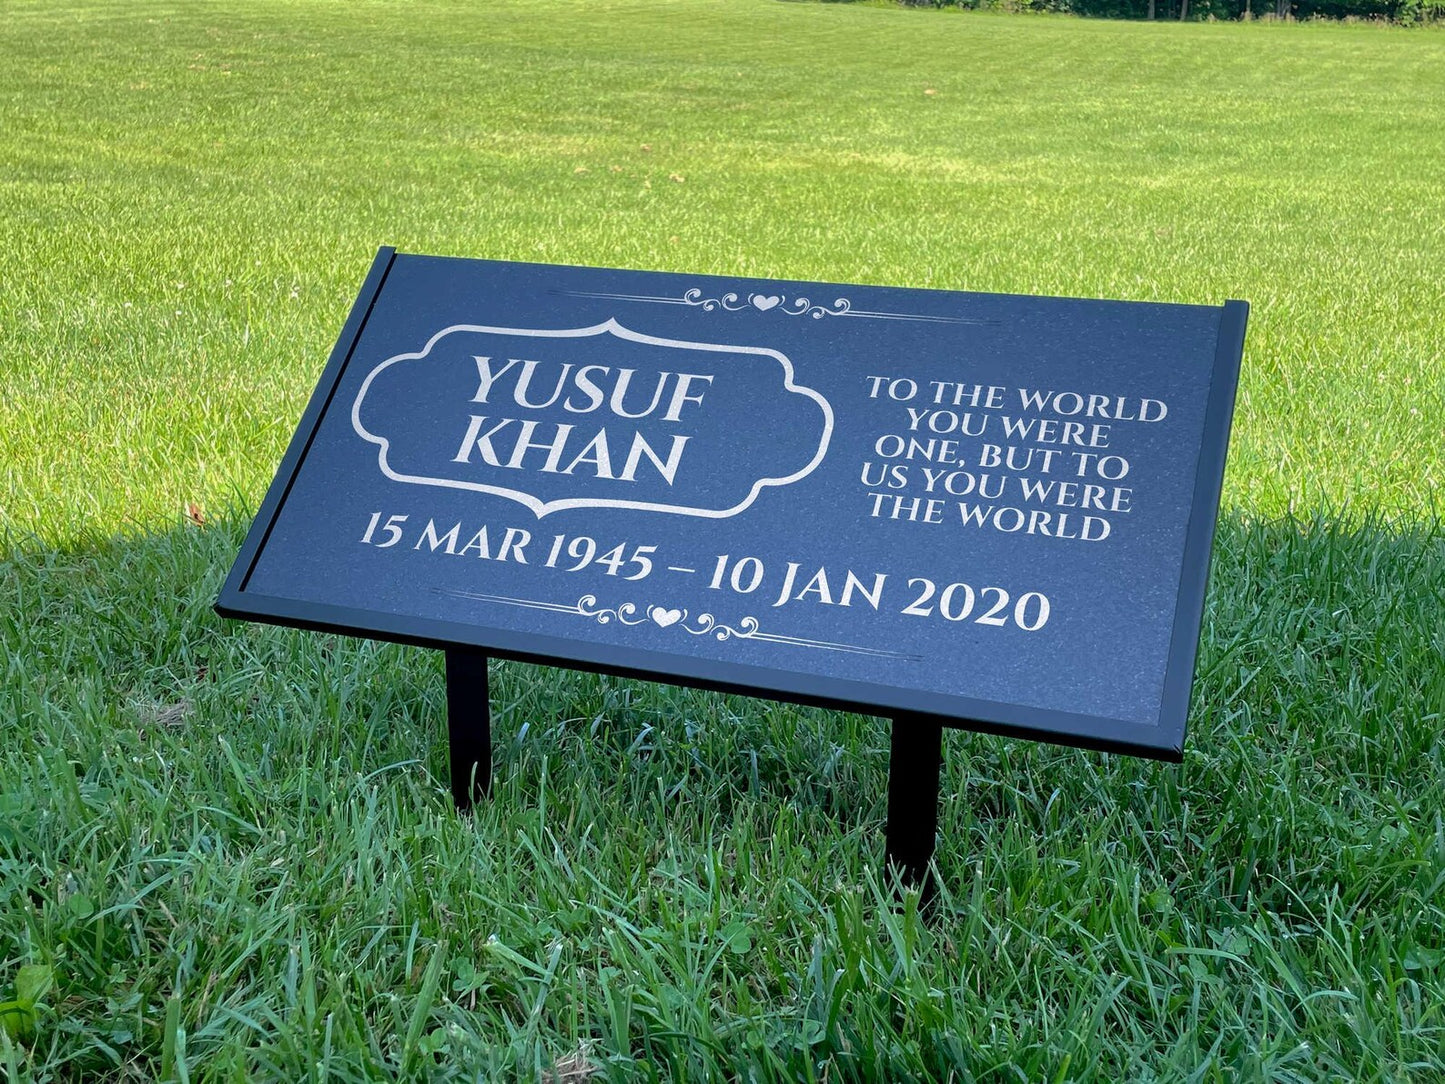 YUSUF
KHAN
15 MAR 1945 – 10 JAN 2020
TO THE WORLD
YOU WERE
ONE, BUT TO
US YOU WERE
THE WORLD